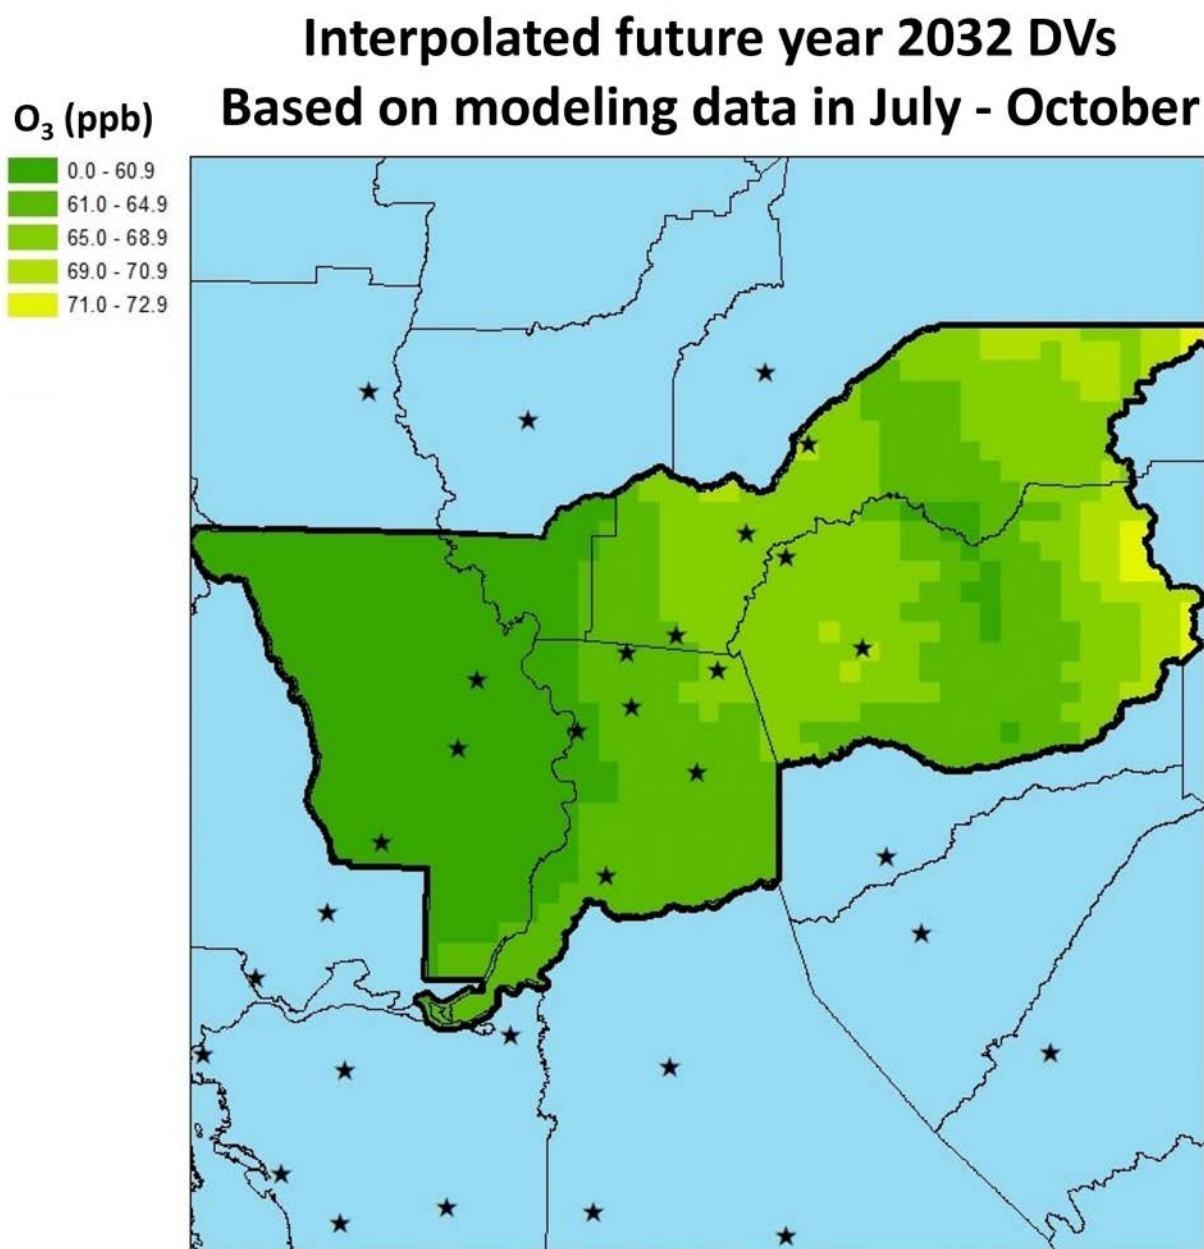 Interpolated future year 2032 DVs
Based on modeling data in July - October
O₃ (ppb)
0.0 - 60.9
61.0 - 64.9
65.0 - 68.9
69.0 - 70.9
71.0 - 72.9